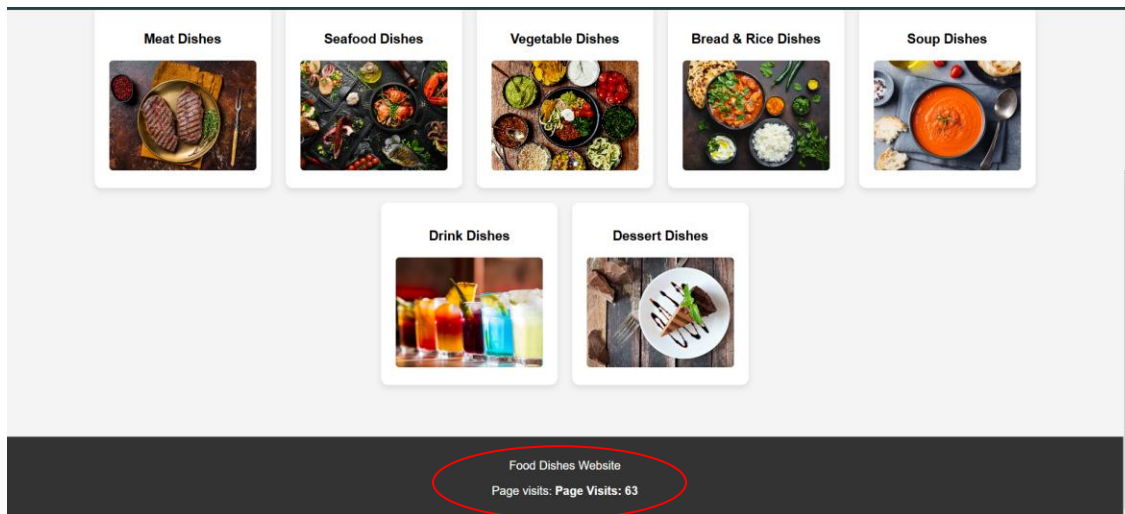 Meat Dishes
Seafood Dishes
Vegetable Dishes
Bread & Rice Dishes
Soup Dishes
Drink Dishes
Dessert Dishes
Food Dishes Website
Page visits: Page Visits: 63